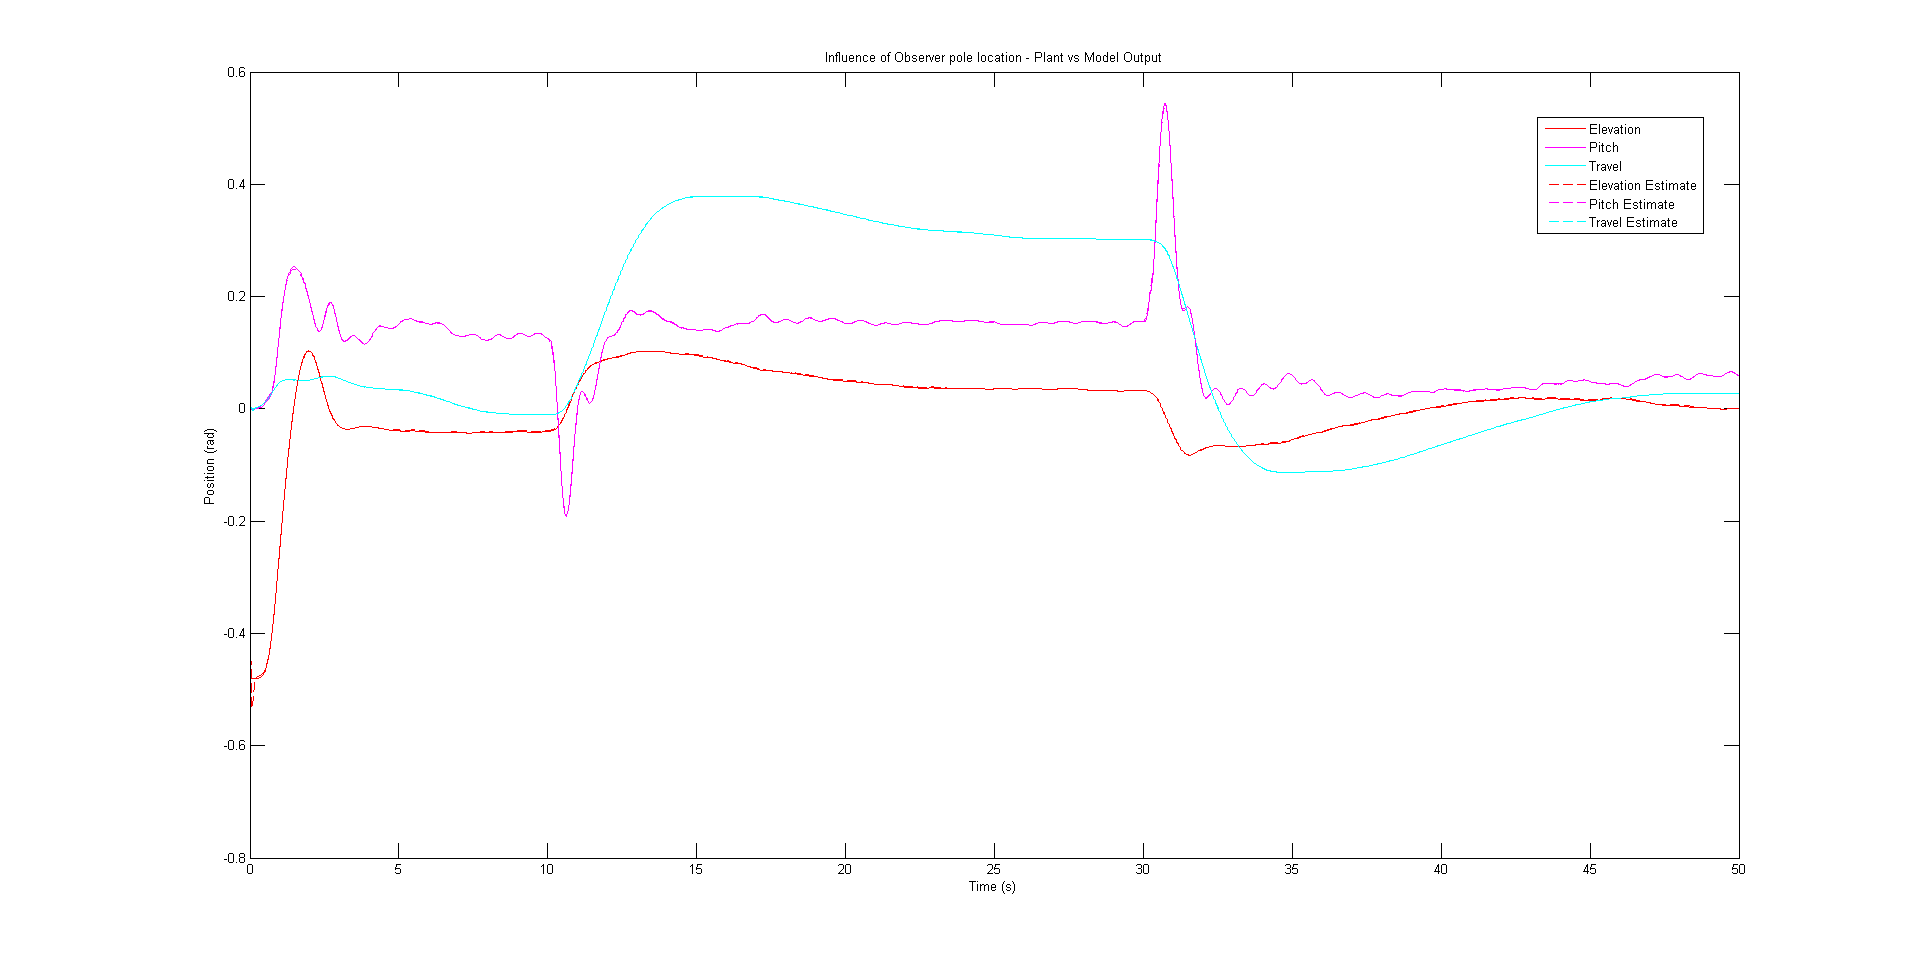 Influence of Observer pole location - Plant vs Model Output
0.6
0.4
0.2
0
-0.2
-0.4
-0.6
-0.8
Position (rad)
Elevation
Pitch
Travel
Elevation Estimate
Pitch Estimate
Travel Estimate
0 5 10 15 20 25 30 35 40 45 50
Time (s)